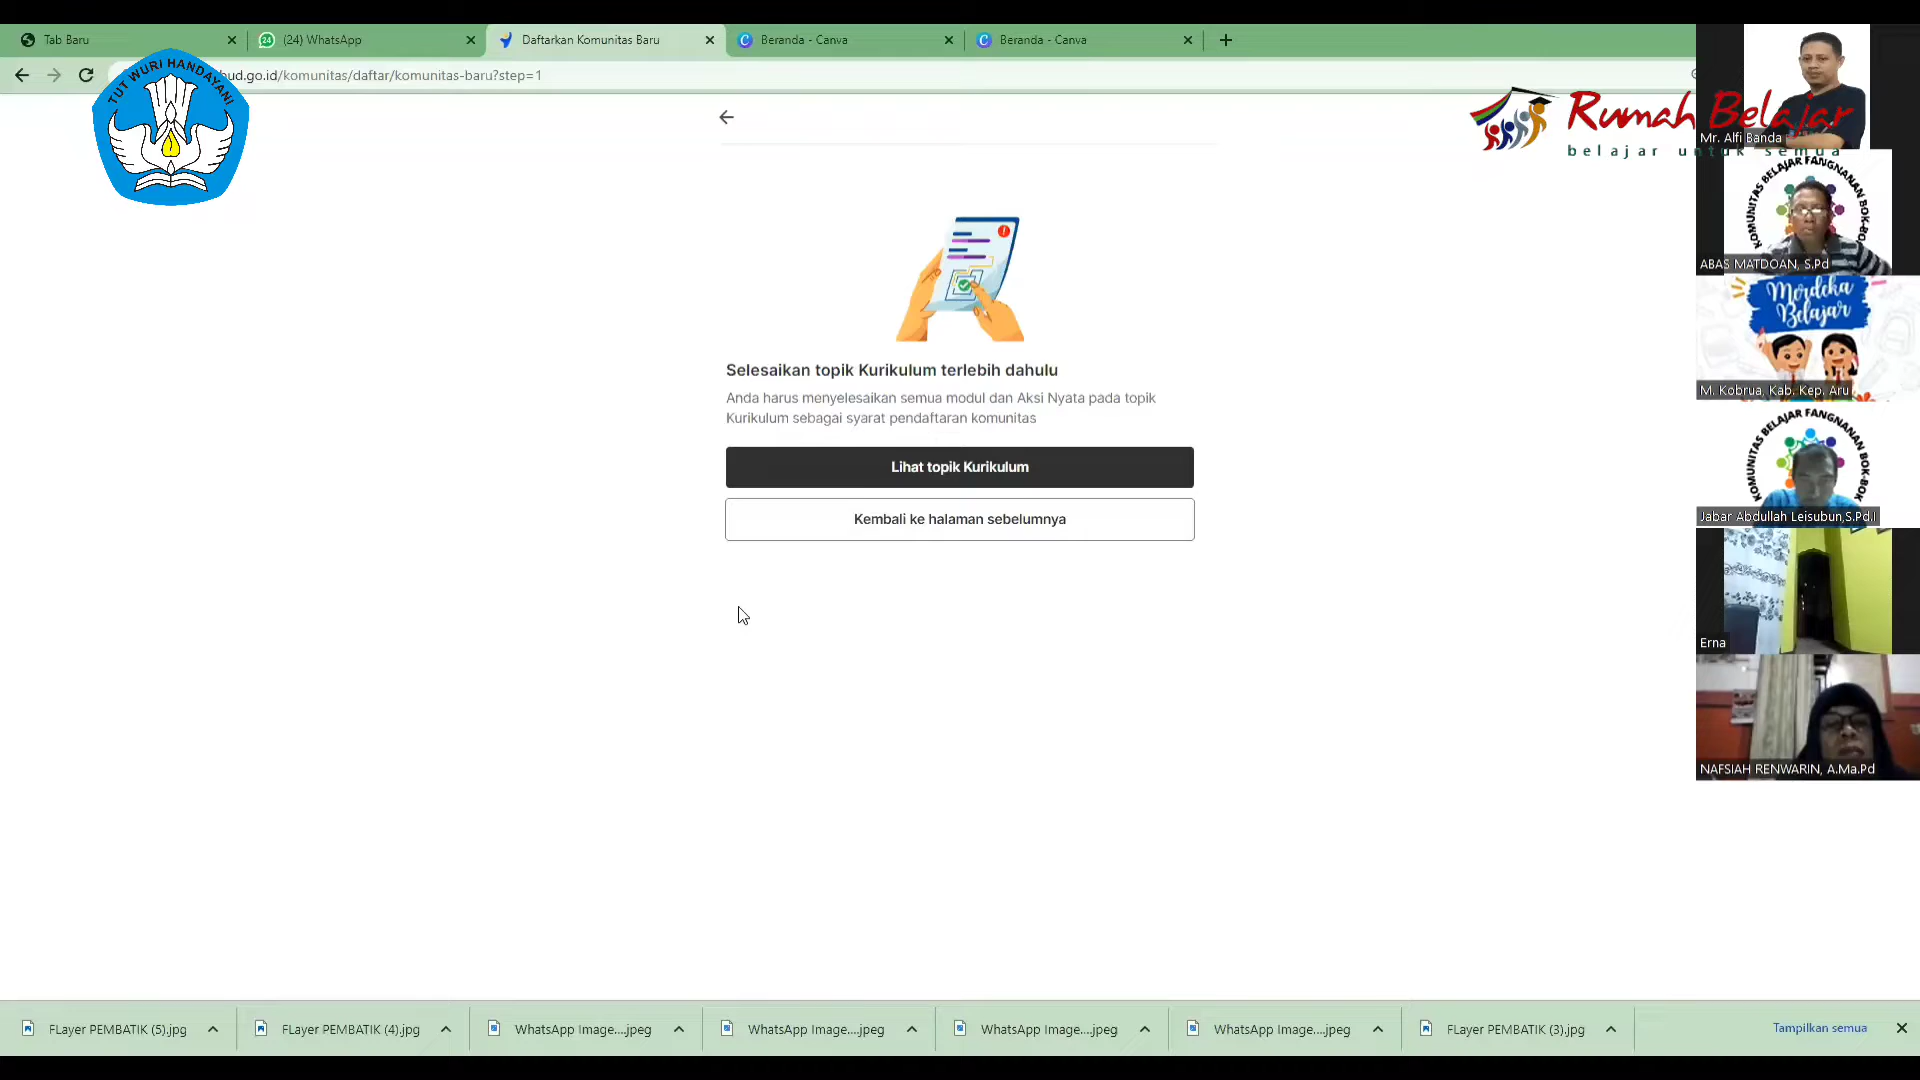 Tab Baru
(24) WhatsApp
Daftarkan Komunitas Baru
Beranda - Canva
Beranda - Canva
ud.go.id/komunitas/daftar/komunitas-baru?step=1
TUT WURI HANDAYANI
Rumah Belajar
belajar untuk semua
Selesaikan topik Kurikulum terlebih dahulu
Anda harus menyelesaikan semua modul dan Aksi Nyata pada topik
Kurikulum sebagai syarat pendaftaran komunitas
Lihat topik Kurikulum
Kembali ke halaman sebelumnya
Mr. Alfi Banda
KOMUNITAS BELAJAR FANGNANAN BOK-BOK
ABAS MATDOAN, S.Pd
Merdeka
Belajar
M. Kobrua, Kab. Kep. Aru
KOMUNITAS BELAJAR FANGNANAN BOK-BOK
Jabar Abdullah Leisubun,S.Pd.I
Erna
NAFSIAH RENWARIN, A.Ma.Pd
FLayer PEMBATIK (5).jpg
FLayer PEMBATIK (4).jpg
WhatsApp Image....jpeg
WhatsApp Image....jpeg
WhatsApp Image....jpeg
WhatsApp Image....jpeg
FLayer PEMBATIK (3).jpg
Tampilkan semua